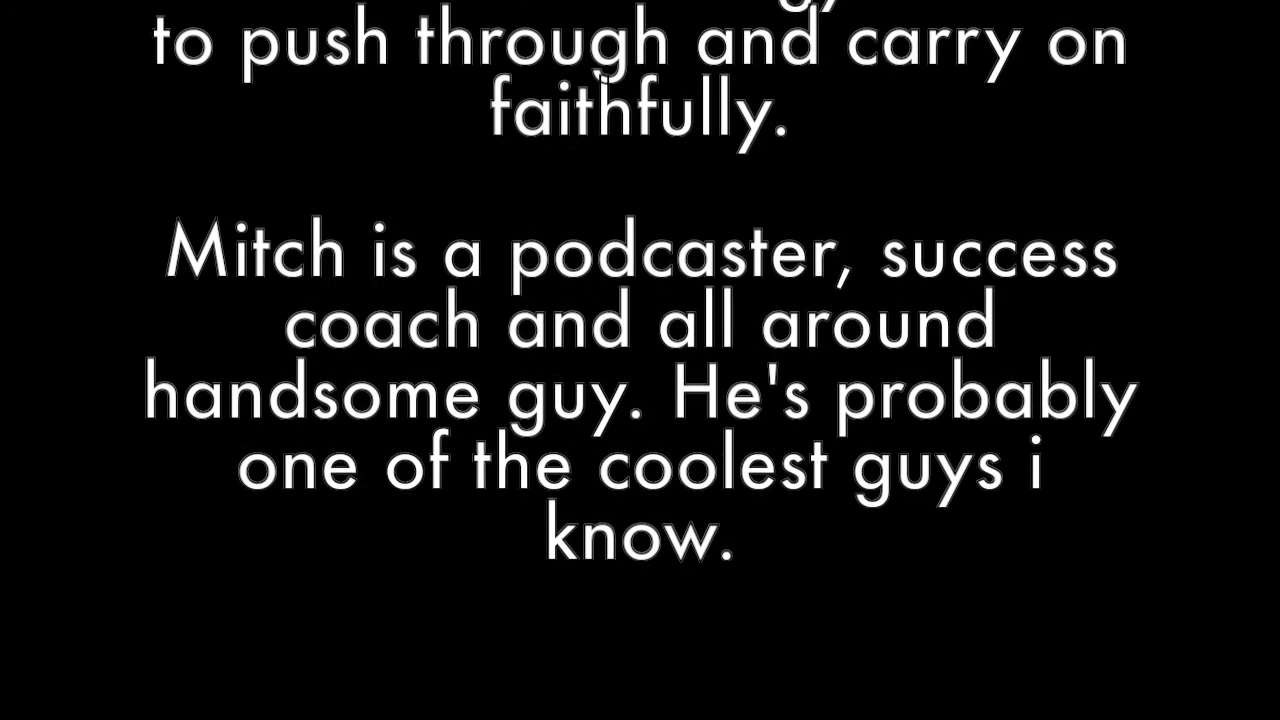 to push through and carry on
faithfully.
Mitch is a podcaster, success
coach and all around
handsome guy. He's probably
one of the coolest guys i
know.